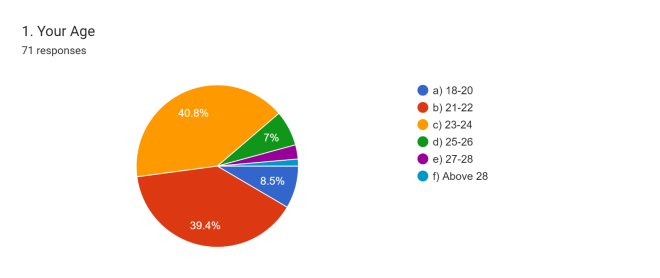 1. Your Age
71 responses
40.8%
7%
8.5%
39.4%
a) 18-20
b) 21-22
c) 23-24
d) 25-26
e) 27-28
f) Above 28